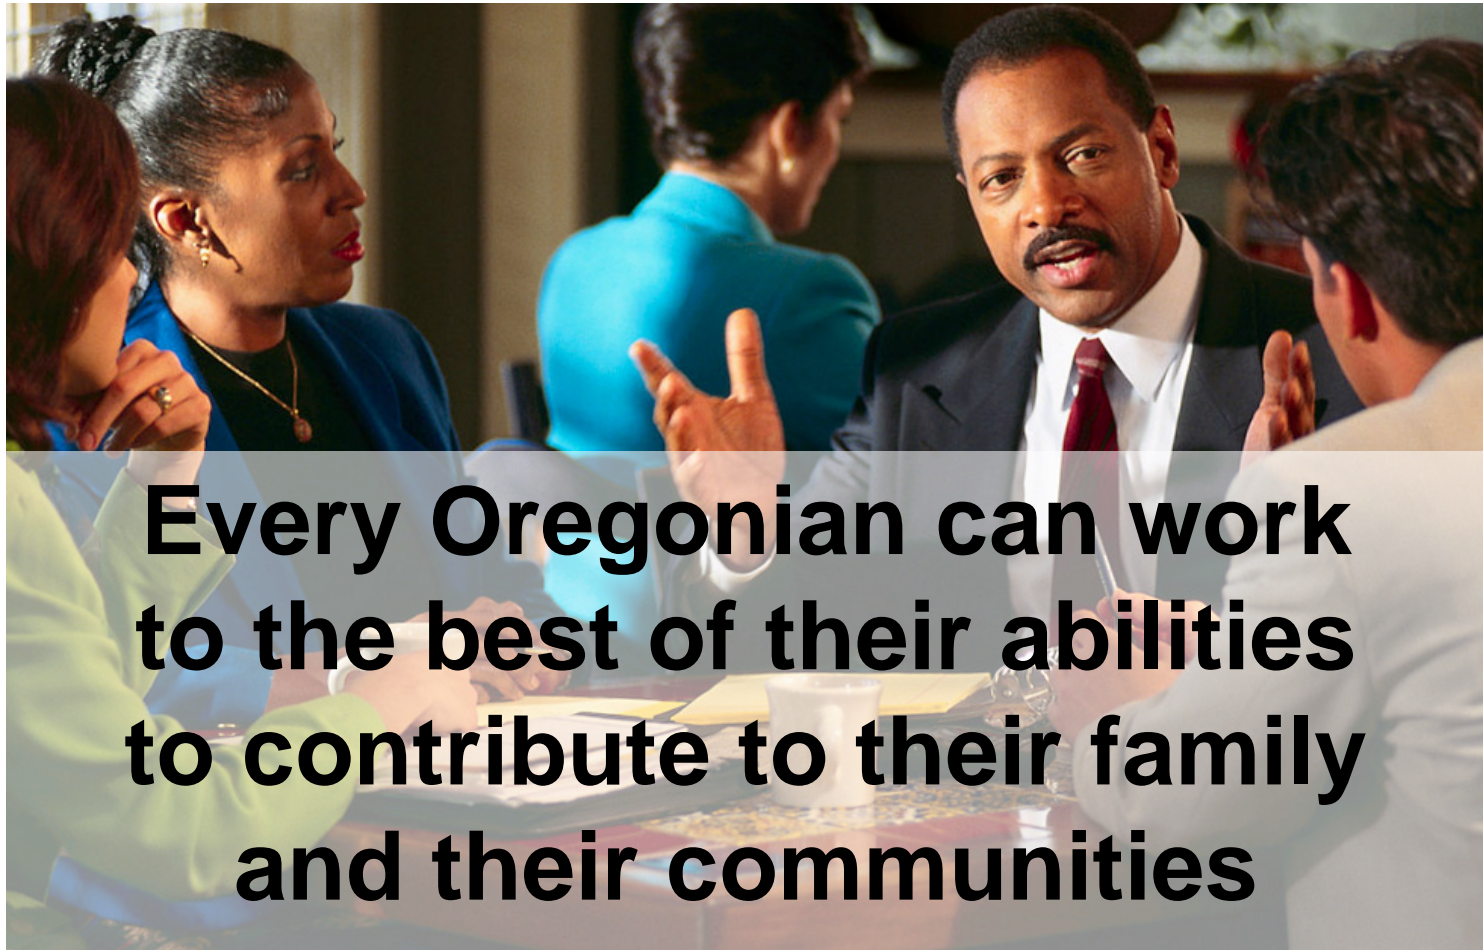 Every Oregonian can work
to the best of their abilities
to contribute to their family
and their communities